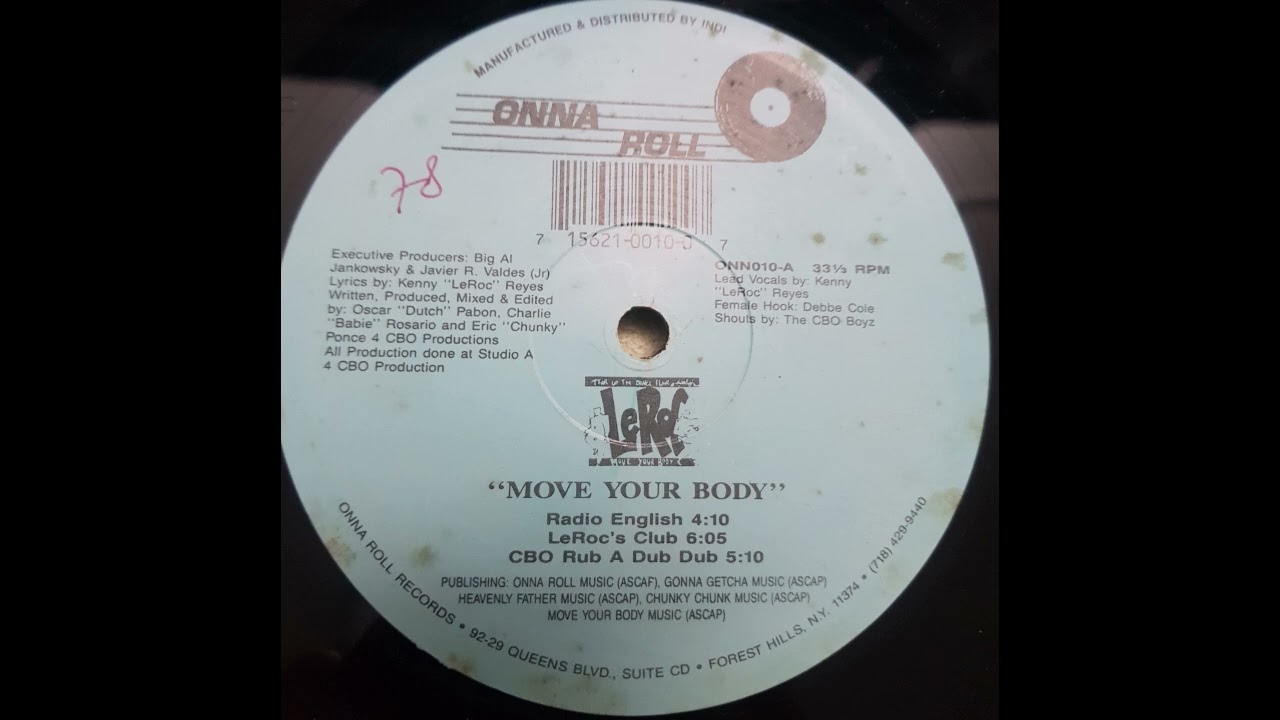 MANUFACTURED & DISTRIBUTED BY INDI
ONNA
ROLL
78
7 15621-0010-0 7
Executive Producers: Big Al
Jankowsky & Javier R. Valdes (Jr)
Lyrics by: Kenny "LeRoc" Reyes
Written, Produced, Mixed & Edited
by: Oscar "Dutch" Pabon, Charlie
"Babie" Rosario and Eric "Chunky"
Ponce 4 CBO Productions
All Production done at Studio A
4 CBO Production
ONN010-A 33⅓ RPM
Lead Vocals by: Kenny
"LeRoc" Reyes
Female Hook: Debbe Cole
Shouts by: The CBO Boyz
LeRoC
MOVE YOUR BODY
"MOVE YOUR BODY"
Radio English 4:10
LeRoc's Club 6:05
CBO Rub A Dub Dub 5:10
PUBLISHING: ONNA ROLL MUSIC (ASCAF), GONNA GETCHA MUSIC (ASCAP)
HEAVENLY FATHER MUSIC (ASCAP), CHUNKY CHUNK MUSIC (ASCAP)
MOVE YOUR BODY MUSIC (ASCAP)
ONNA ROLL RECORDS • 92-29 QUEENS BLVD., SUITE CD • FOREST HILLS, N.Y. 11374 • (718) 429-9440